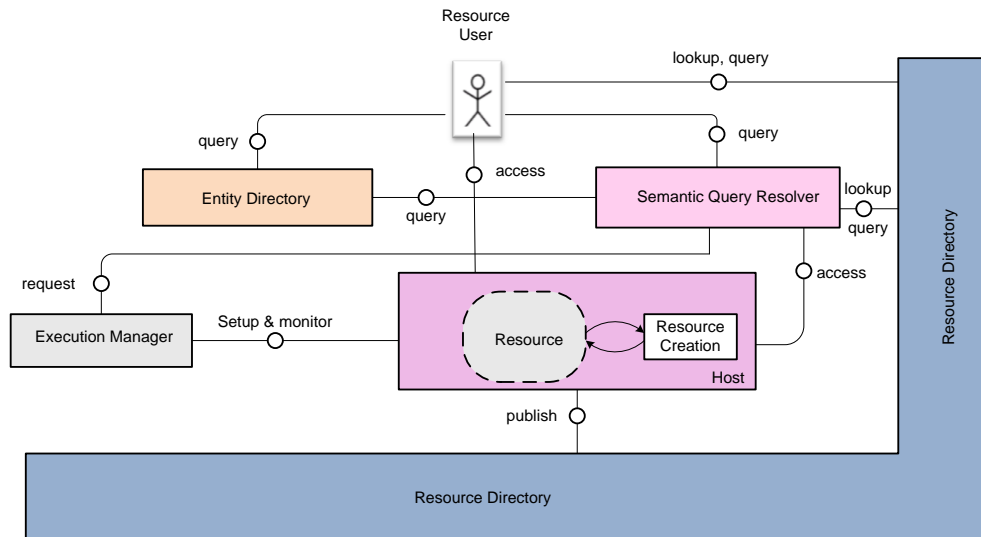 Resource
User
lookup, query
query
query
access
Entity Directory
query
Semantic Query Resolver
lookup
query
request
access
Execution Manager
Setup & monitor
Resource
Resource
Creation
Host
publish
Resource Directory
Resource Directory